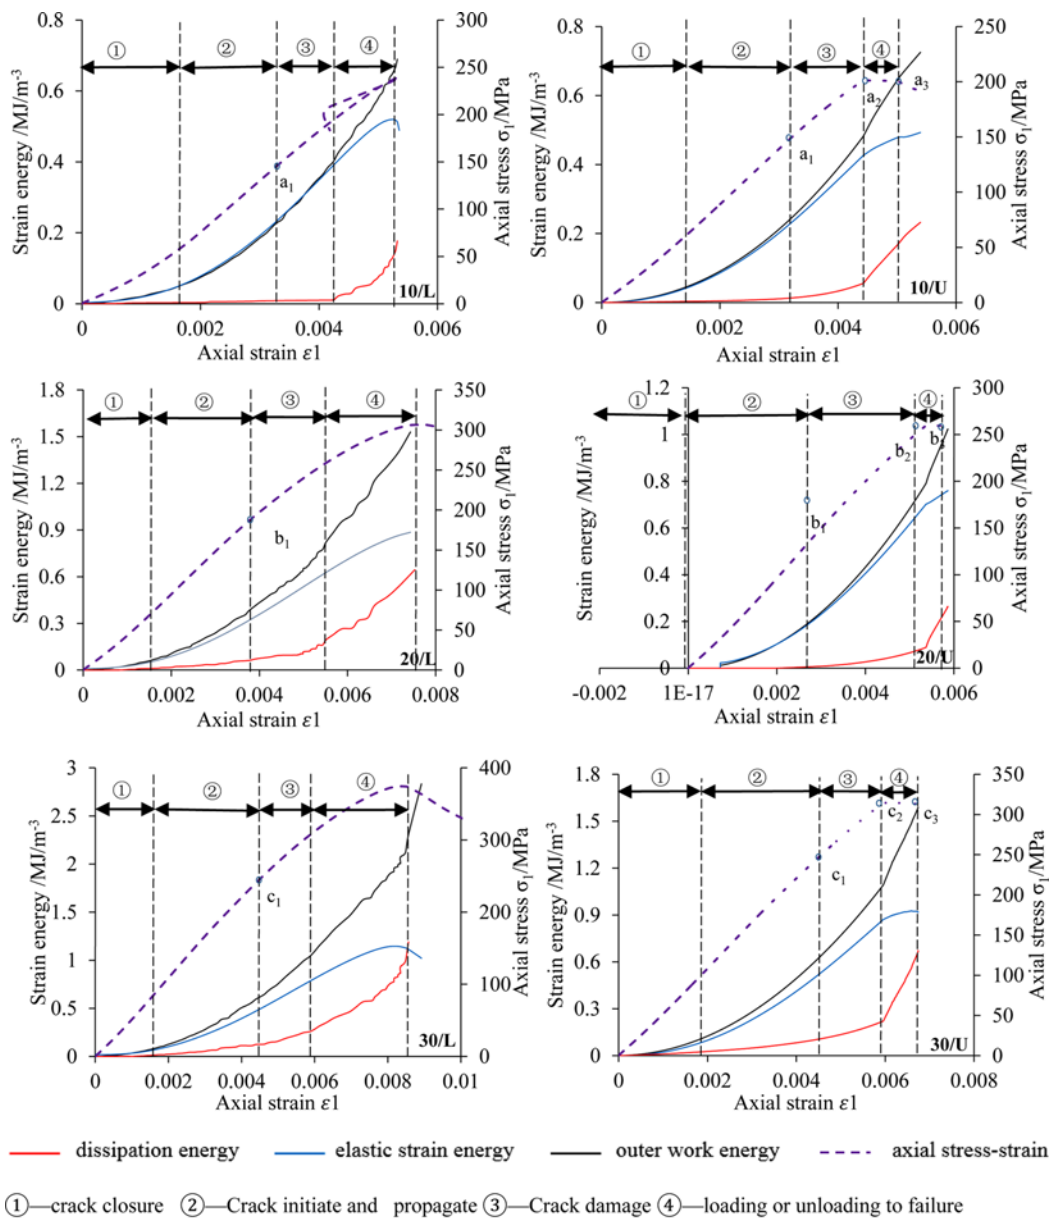 ① ② ③ ④
Strain energy /MJ/m⁻³
0.8
0.6
0.4
0.2
0
300
250
200
150
100
50
0
Axial stress σ₁/MPa
a₁
10/L
0 0.002 0.004 0.006
Axial strain ε1
① ② ③ ④
Strain energy /MJ/m⁻³
0.8
0.6
0.4
0.2
0
250
200
150
100
50
0
Axial stress σ₁/MPa
a₁
a₂
a₃
10/U
0 0.002 0.004 0.006
Axial strain ε1
① ② ③ ④
Strain energy /MJ/m⁻³
1.8
1.5
1.2
0.9
0.6
0.3
0
350
300
250
200
150
100
50
0
Axial stress σ₁/MPa
b₁
20/L
0 0.002 0.004 0.006 0.008
Axial strain ε1
① ② ③ ④
Strain energy /MJ/m⁻³
1.2
1
0.8
0.6
0.4
0.2
0
300
250
200
150
100
50
0
Axial stress σ₁/MPa
b₁
b₂
b₃
20/U
-0.002 1E-17 0.002 0.004 0.006
Axial strain ε1
① ② ③ ④
Strain energy /MJ/m⁻³
3
2.5
2
1.5
1
0.5
0
400
300
200
100
0
Axial stress σ₁/MPa
c₁
30/L
0 0.002 0.004 0.006 0.008 0.01
Axial strain ε1
① ② ③ ④
Strain energy /MJ/m⁻³
1.8
1.5
1.2
0.9
0.6
0.3
0
350
300
250
200
150
100
50
0
Axial stress σ₁/MPa
c₁
c₂
c₃
30/U
0 0.002 0.004 0.006 0.008
Axial strain ε1
dissipation energy elastic strain energy outer work energy axial stress-strain
①—crack closure ②—Crack initiate and propagate ③—Crack damage ④—loading or unloading to failure